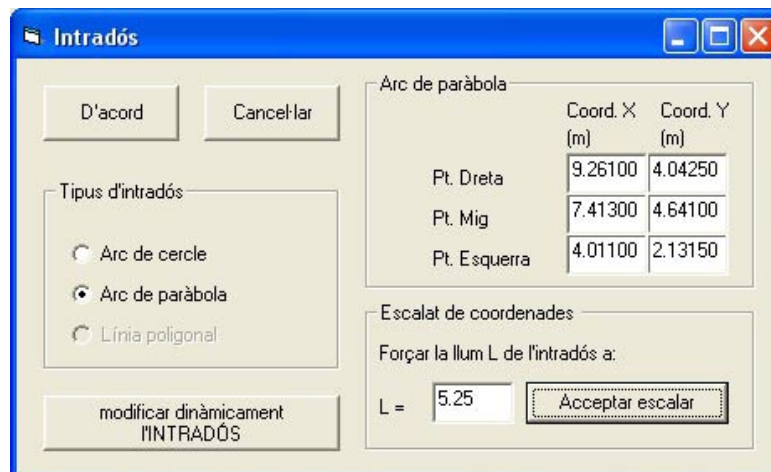 Intradós
D'acord
Cancel·lar
Tipus d'intradós
Arc de cercle
Arc de paràbola
Línia poligonal
modificar dinàmicament
l'INTRADÓS
Arc de paràbola
Coord. X Coord. Y
(m) (m)
Pt. Dreta 9.26100 4.04250
Pt. Mig 7.41300 4.64100
Pt. Esquerra 4.01100 2.13150
Escalat de coordenades
Forçar la llum L de l'intradós a:
L = 5.25 Acceptar escalar